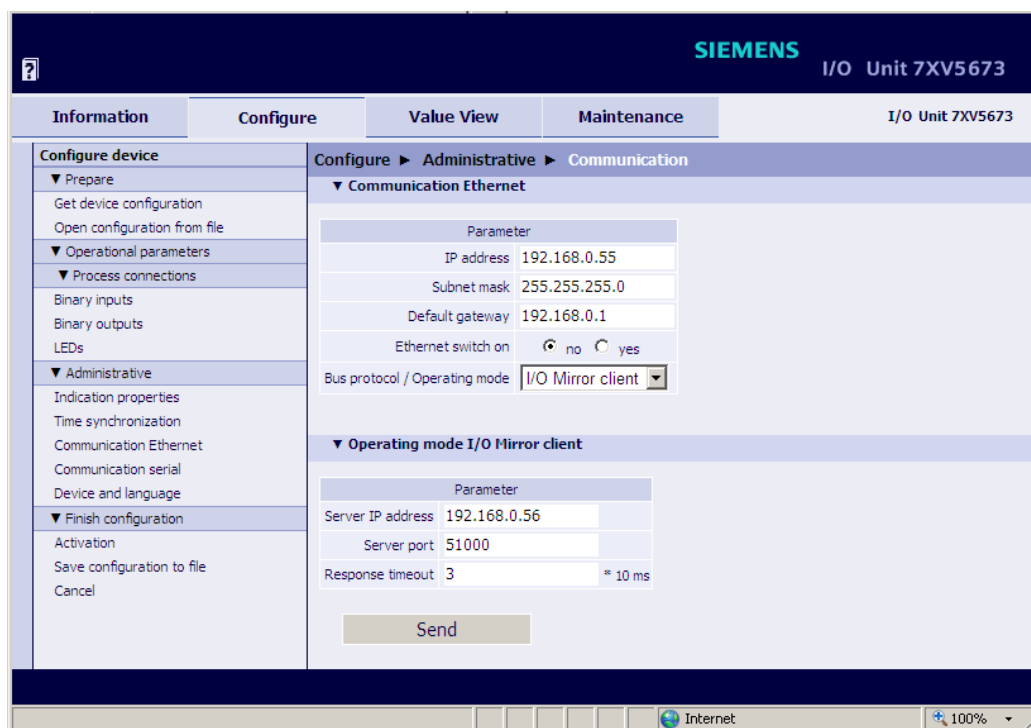 SIEMENS
?
I/O Unit 7XV5673
Information
Configure
Value View
Maintenance
I/O Unit 7XV5673
Configure device
▼ Prepare
Get device configuration
Open configuration from file
▼ Operational parameters
▼ Process connections
Binary inputs
Binary outputs
LEDs
▼ Administrative
Indication properties
Time synchronization
Communication Ethernet
Communication serial
Device and language
▼ Finish configuration
Activation
Save configuration to file
Cancel
Configure ► Administrative ► Communication
▼ Communication Ethernet
Parameter
IP address 192.168.0.55
Subnet mask 255.255.255.0
Default gateway 192.168.0.1
Ethernet switch on no yes
Bus protocol / Operating mode I/O Mirror client
▼ Operating mode I/O Mirror client
Parameter
Server IP address 192.168.0.56
Server port 51000
Response timeout 3 * 10 ms
Send
Internet
100%